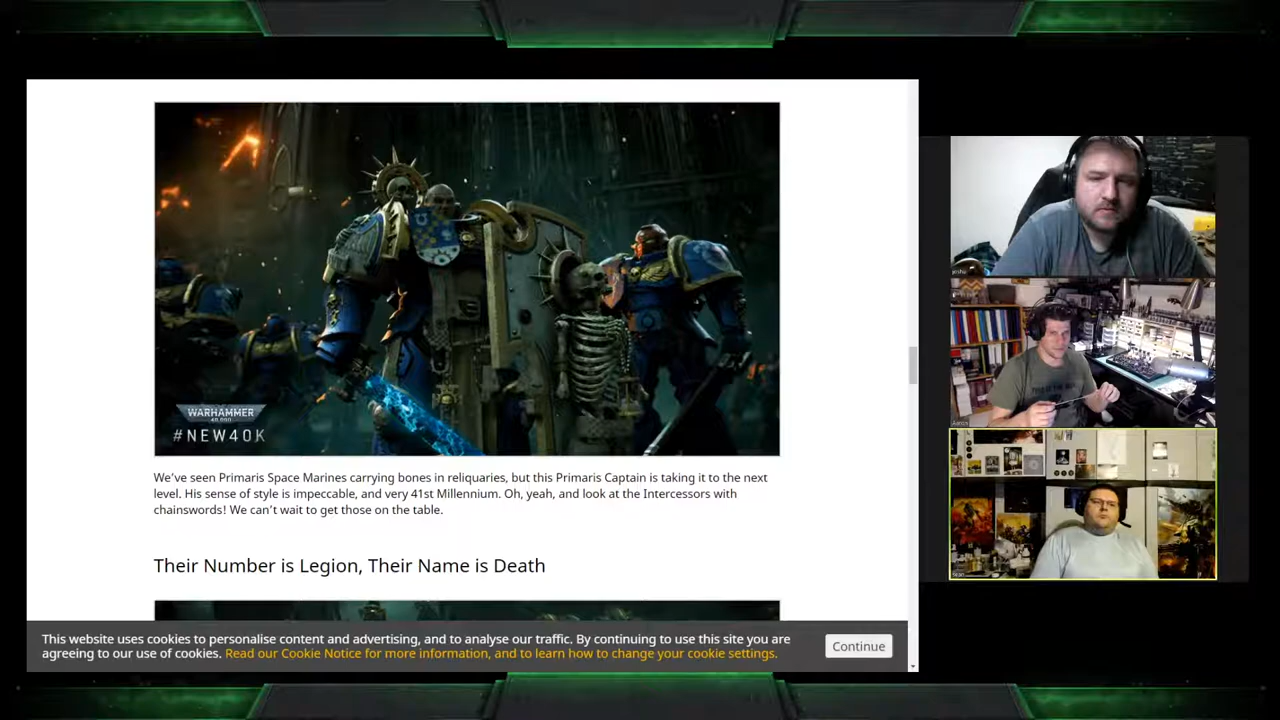 WARHAMMER
40,000
#NEW40K
We've seen Primaris Space Marines carrying bones in reliquaries, but this Primaris Captain is taking it to the next
level. His sense of style is impeccable, and very 41st Millennium. Oh, yeah, and look at the Intercessors with
chainswords! We can't wait to get those on the table.
Their Number is Legion, Their Name is Death
This website uses cookies to personalise content and advertising, and to analyse our traffic. By continuing to use this site you are
agreeing to our use of cookies. Read our Cookie Notice for more information, and to learn how to change your cookie settings.
Continue